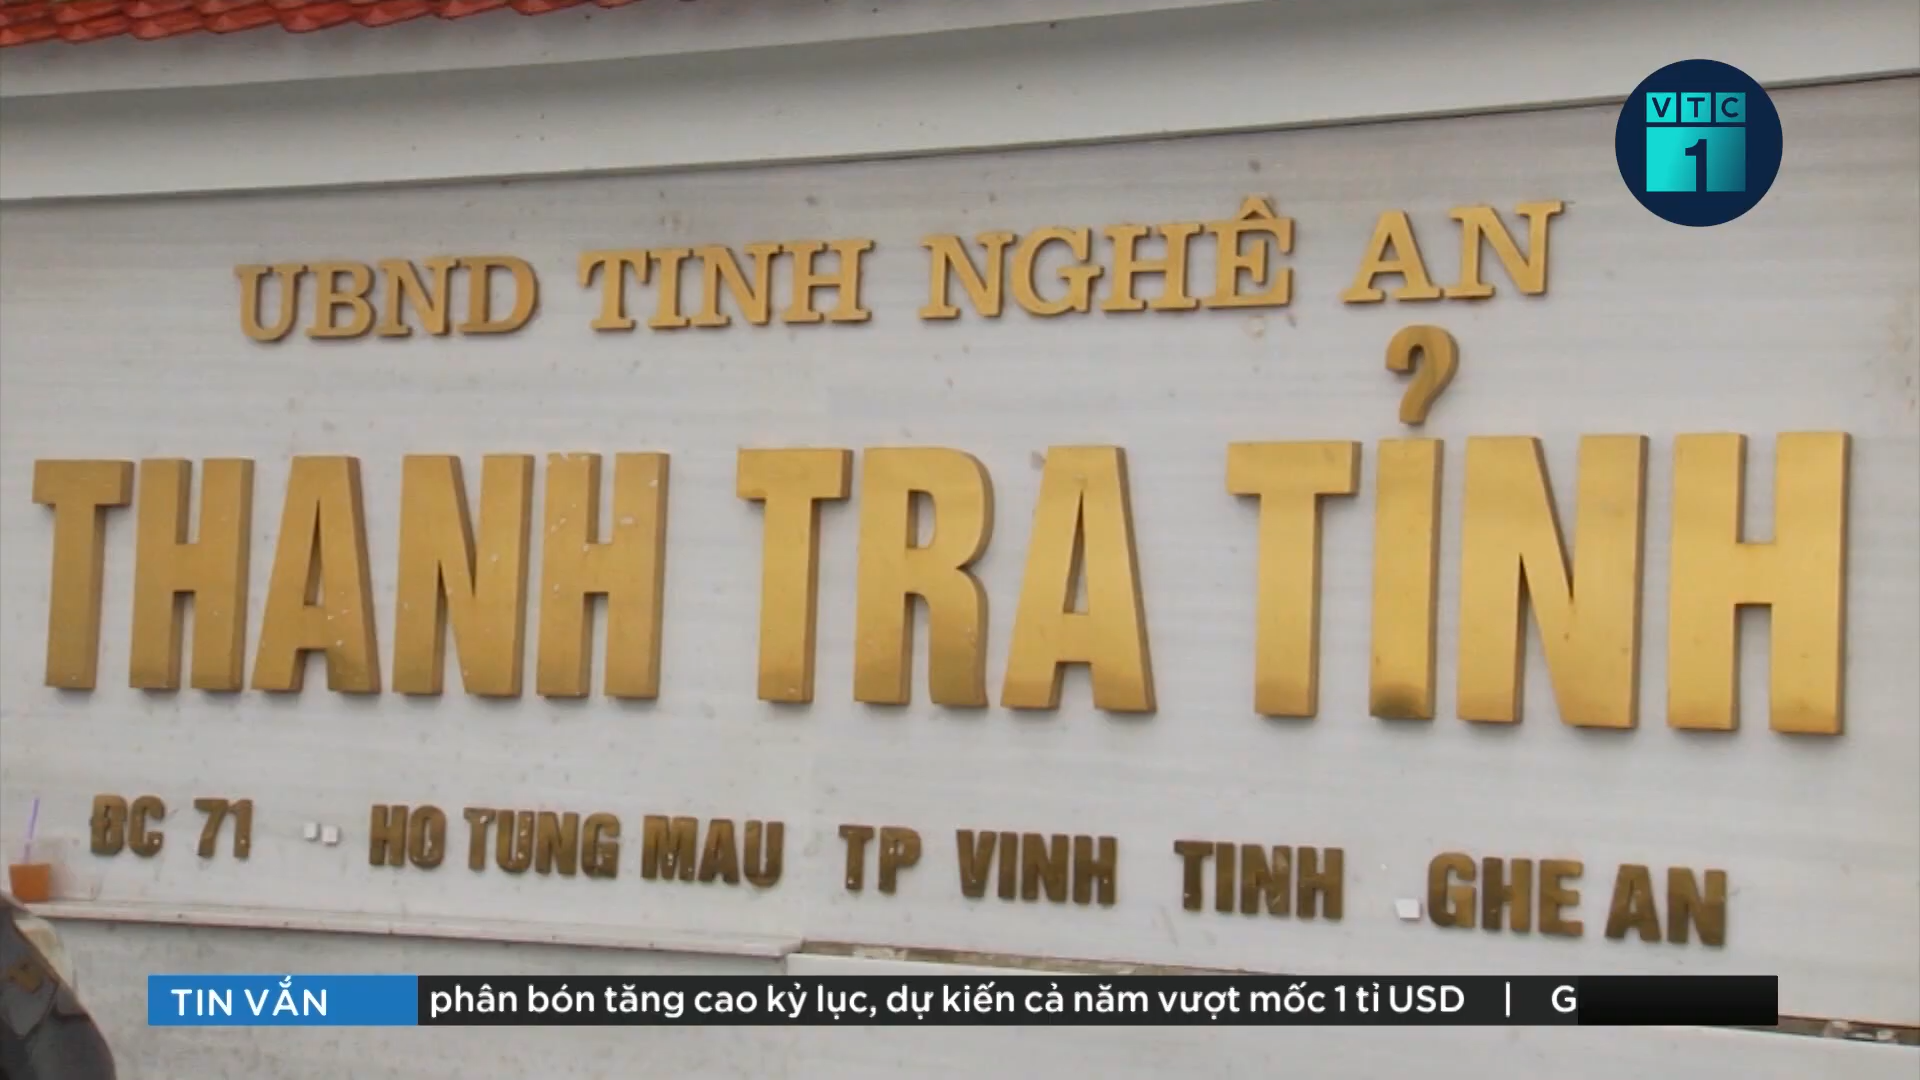 VTC
1
UBND TINH NGHÊ AN
THANH TRA TỈNH
ĐC 71 HO TUNG MAU TP VINH TINH GHE AN
TIN VẮN phân bón tăng cao kỷ lục, dự kiến cả năm vượt mốc 1 tỉ USD | G